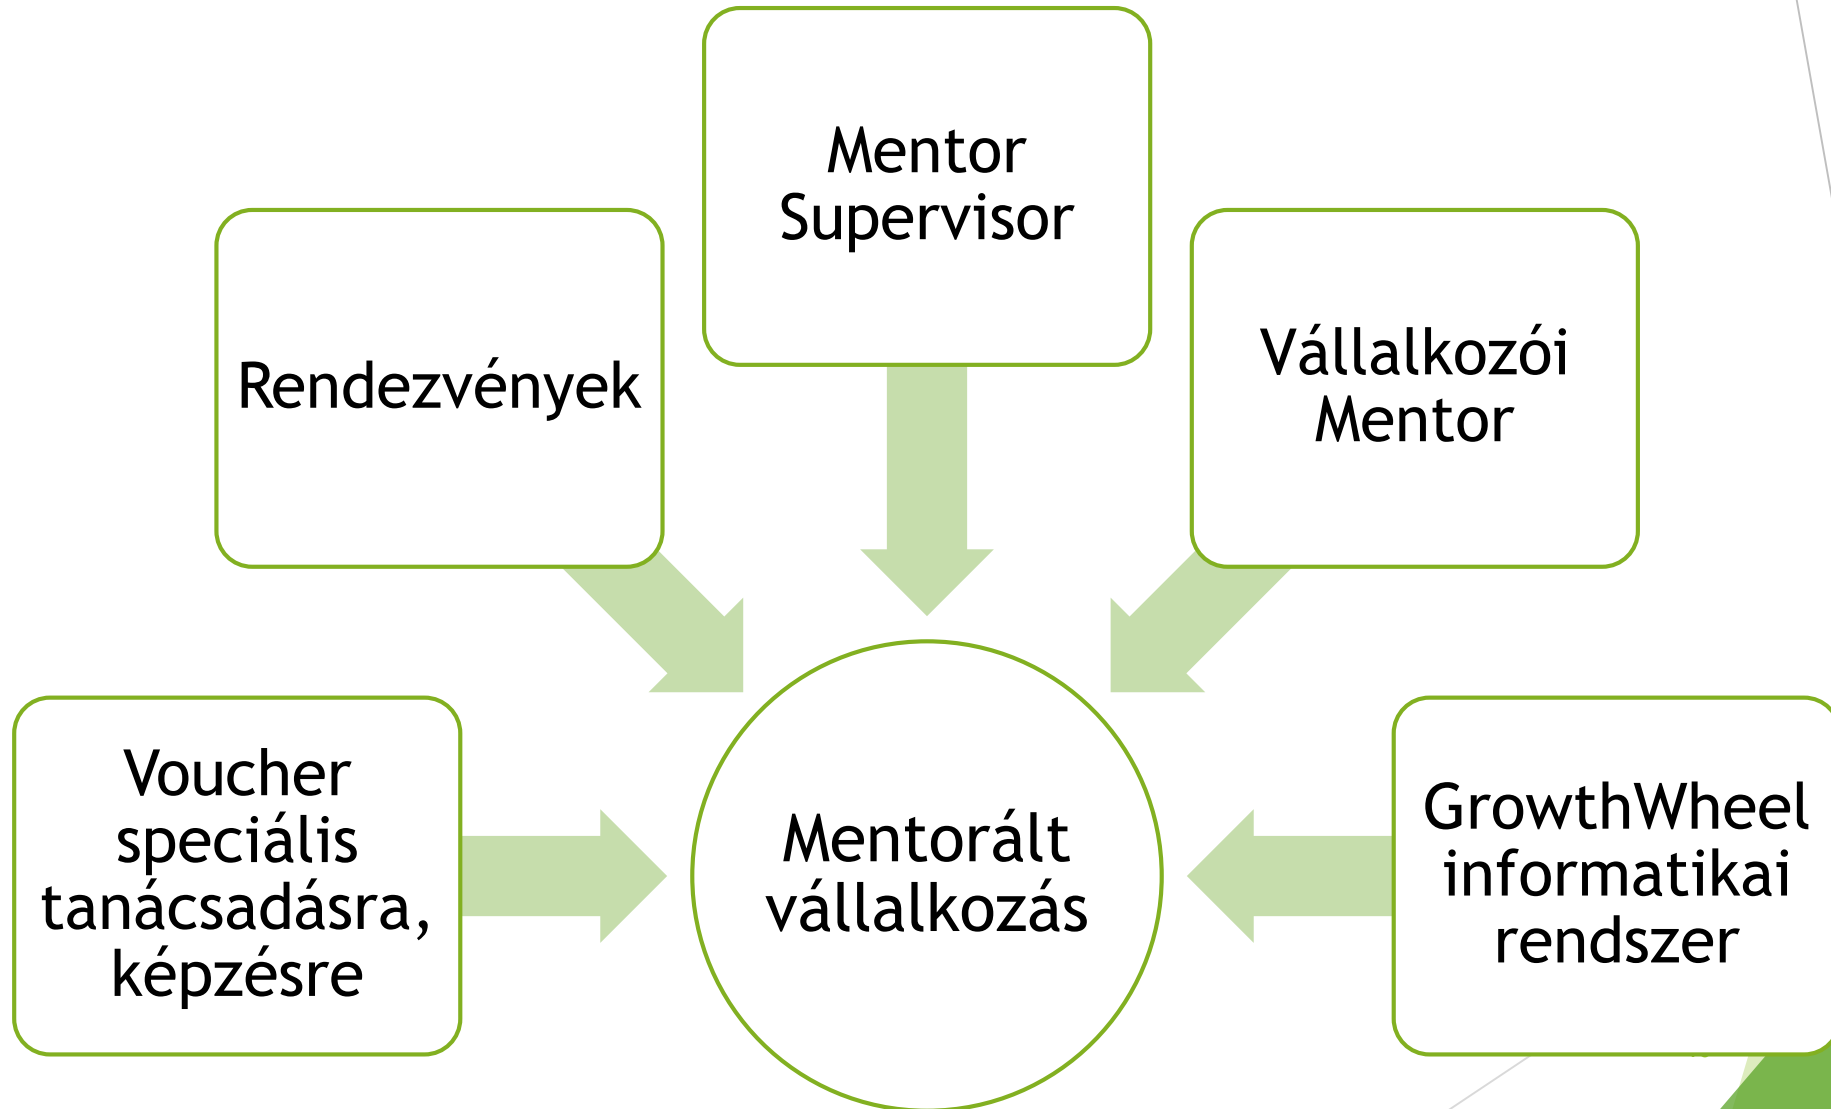 Mentor
Supervisor
Rendezvények
Vállalkozói
Mentor
Voucher
speciális
tanácsadásra,
képzésre
Mentorált
vállalkozás
GrowthWheel
informatikai
rendszer